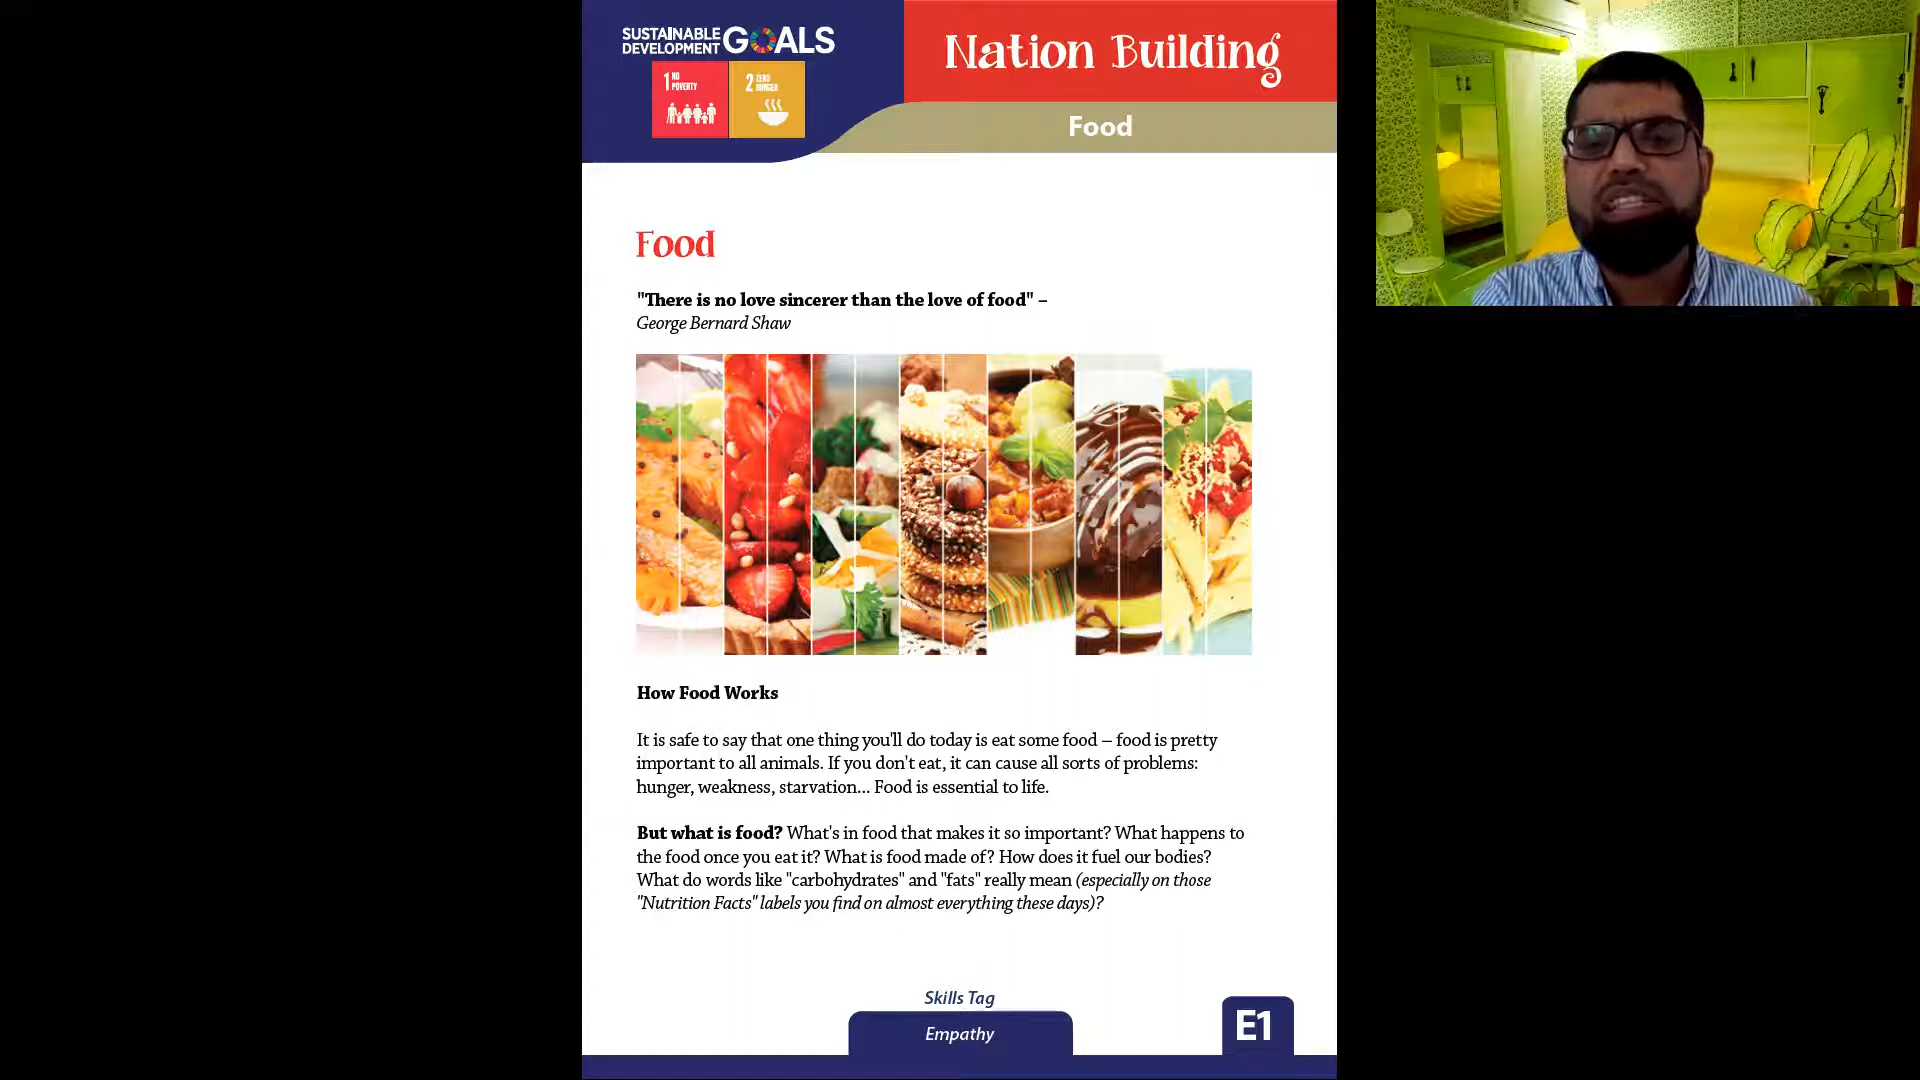 SUSTAINABLE
DEVELOPMENT GOALS
1 NO
POVERTY
2 ZERO
HUNGER
Nation Building
Food
Food
"There is no love sincerer than the love of food" –
George Bernard Shaw
How Food Works
It is safe to say that one thing you'll do today is eat some food – food is pretty
important to all animals. If you don't eat, it can cause all sorts of problems:
hunger, weakness, starvation... Food is essential to life.
But what is food? What's in food that makes it so important? What happens to
the food once you eat it? What is food made of? How does it fuel our bodies?
What do words like "carbohydrates" and "fats" really mean (especially on those
"Nutrition Facts" labels you find on almost everything these days)?
Skills Tag
Empathy
E1